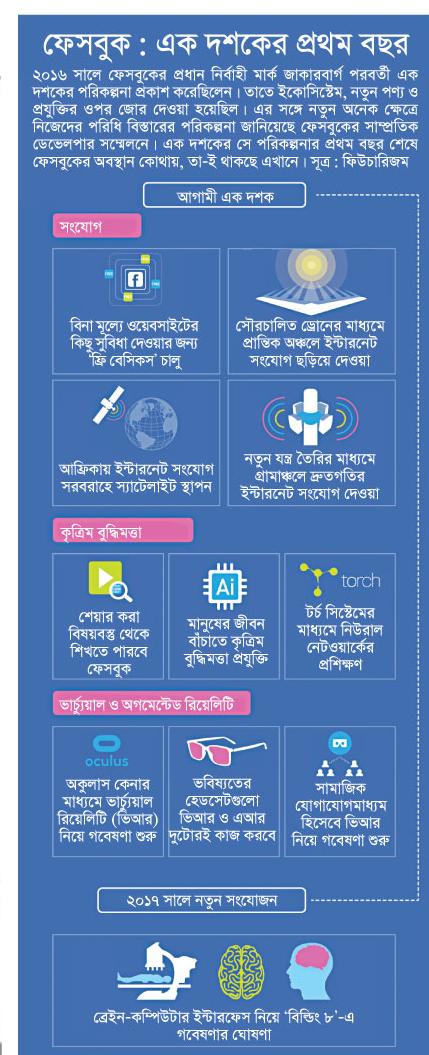 ফেসবুক : এক দশকের প্রথম বছর
২০১৬ সালে ফেসবুকের প্রধান নির্বাহী মার্ক জাকারবার্গ পরবর্তী এক
দশকের পরিকল্পনা প্রকাশ করেছিলেন। তাতে ইকোসিস্টেম, নতুন পণ্য ও
প্রযুক্তির ওপর জোর দেওয়া হয়েছিল। এর সঙ্গে নতুন অনেক ক্ষেত্রে
নিজেদের পরিধি বিস্তারের পরিকল্পনা জানিয়েছে ফেসবুকের সাম্প্রতিক
ডেভেলপার সম্মেলনে। এক দশকের সে পরিকল্পনার প্রথম বছর শেষে
ফেসবুকের অবস্থান কোথায়, তা-ই থাকছে এখানে। সূত্র : ফিউচারিজম
আগামী এক দশক
সংযোগ
বিনা মূল্যে ওয়েবসাইটের
কিছু সুবিধা দেওয়ার জন্য
‘ফ্রি বেসিকস’ চালু
সৌরচালিত ড্রোনের মাধ্যমে
প্রান্তিক অঞ্চলে ইন্টারনেট
সংযোগ ছড়িয়ে দেওয়া
আফ্রিকায় ইন্টারনেট সংযোগ
সরবরাহে স্যাটেলাইট স্থাপন
নতুন যন্ত্র তৈরির মাধ্যমে
গ্রামাঞ্চলে দ্রুতগতির
ইন্টারনেট সংযোগ দেওয়া
কৃত্রিম বুদ্ধিমত্তা
শেয়ার করা
বিষয়বস্তু থেকে
শিখতে পারবে
ফেসবুক
Ai
মানুষের জীবন
বাঁচাতে কৃত্রিম
বুদ্ধিমত্তা প্রযুক্তি
torch
টর্চ সিস্টেমের
মাধ্যমে নিউরাল
নেটওয়ার্কের
প্রশিক্ষণ
ভার্চ্যুয়াল ও অগমেন্টেড রিয়েলিটি
oculus
অকুলাস কেনার
মাধ্যমে ভার্চ্যুয়াল
রিয়েলিটি (ভিআর)
নিয়ে গবেষণা শুরু
ভবিষ্যতের
হেডসেটগুলো
ভিআর ও এআর
দুটোরই কাজ করবে
সামাজিক
যোগাযোগমাধ্যম
হিসেবে ভিআর
নিয়ে গবেষণা শুরু
২০১৭ সালে নতুন সংযোজন
ব্রেইন-কম্পিউটার ইন্টারফেস নিয়ে ‘বিল্ডিং ৮’-এ
গবেষণার ঘোষণা